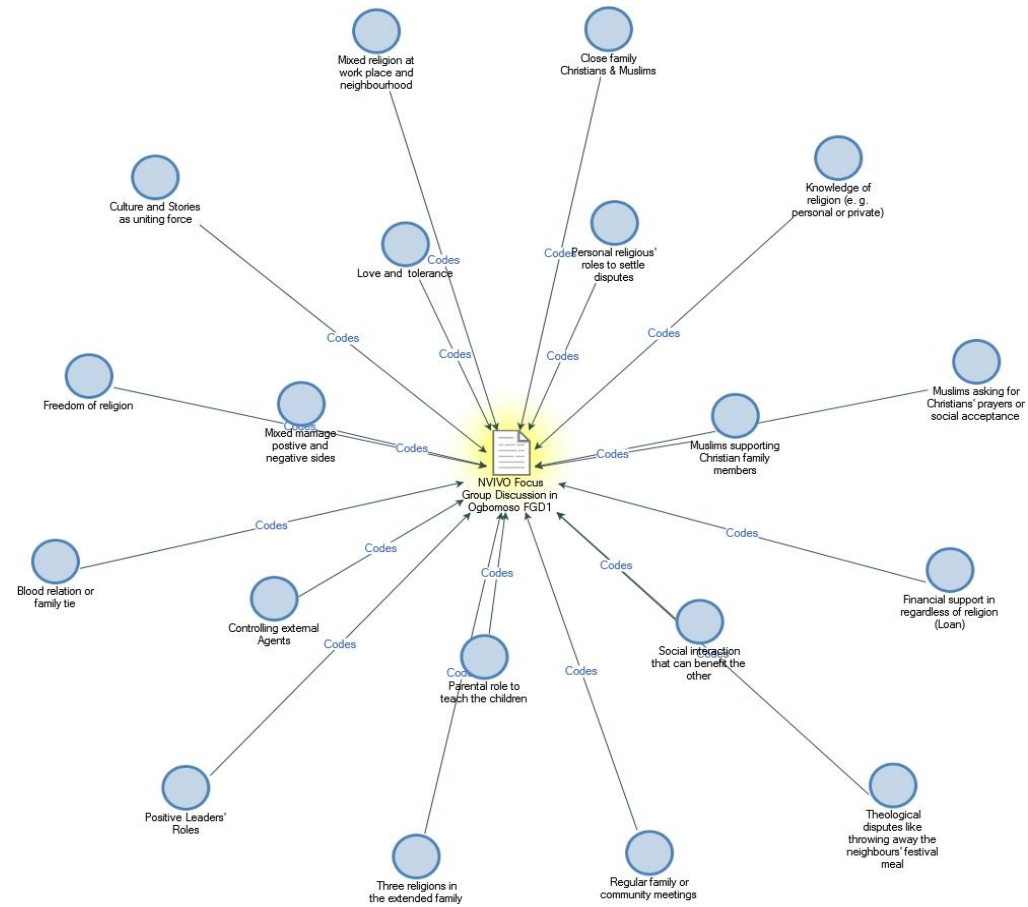 Mixed religion at
work place and
neighbourhood
Close family
Christians & Muslims
Knowledge of
religion (e. g.
personal or private)
Culture and Stories
as uniting force
Codes
Codes
Love and tolerance
Personal religious'
roles to settle
disputes
Codes
Codes
Codes
Codes
Freedom of religion
Muslims asking for
Christians' prayers or
social acceptance
Codes
Mixed marriage
postive and
negative sides
Codes
Muslims supporting
Christian family
members
Codes
NVIVO Focus
Group Discussion in
Ogbomoso FGD1
Codes
Codes
Blood relation or
family tie
Codes
Codes
Codes
Financial support in
regardless of religion
(Loan)
Controlling external
Agents
Codes
Social interaction
that can benefit the
other
Codes
Codes
Parental role to
teach the children
Codes
Positive Leaders'
Roles
Theological
disputes like
throwing away the
neighbours' festival
meal
Three religions in
the extended family
Regular family or
community meetings